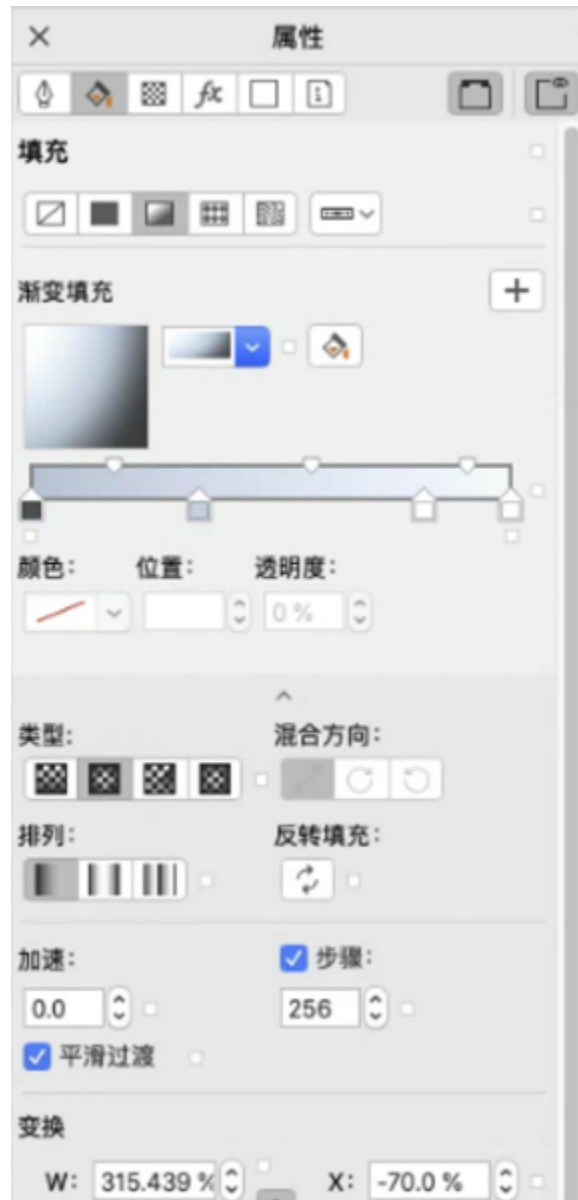 属性
fx
填充
渐变填充
颜色: 位置: 透明度:
0 %
类型: 混合方向:
排列: 反转填充:
加速: 步骤:
0.0 256
平滑过渡
变换
W: 315.439 % X: -70.0 %